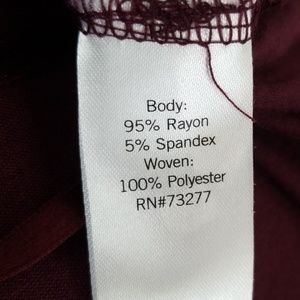 Body:
95% Rayon
5% Spandex
Woven:
100% Polyester
RN#73277